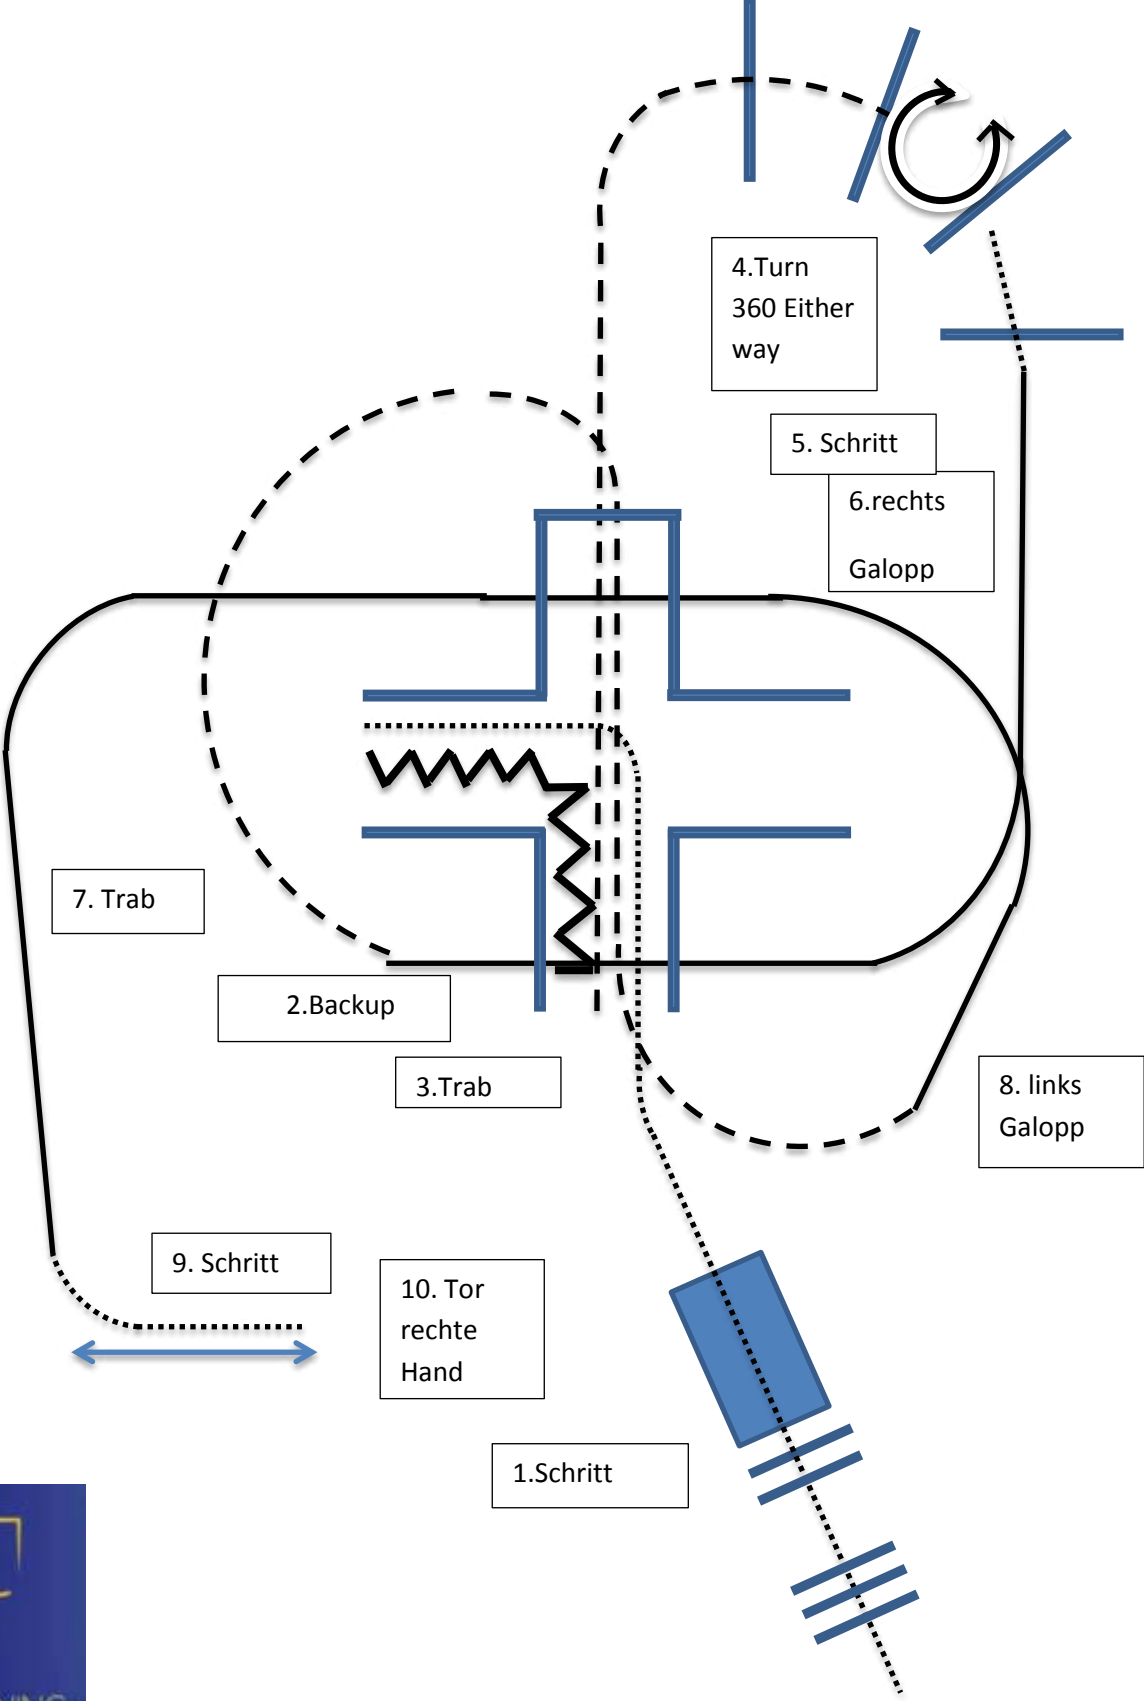 4.Turn
360 Either
way
5. Schritt
6.rechts
Galopp
7. Trab
2.Backup
3.Trab
8. links
Galopp
9. Schritt
10. Tor
rechte
Hand
1.Schritt